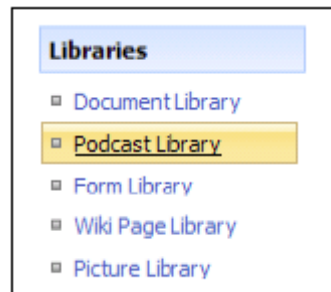 Libraries
Document Library
Podcast Library
Form Library
Wiki Page Library
Picture Library